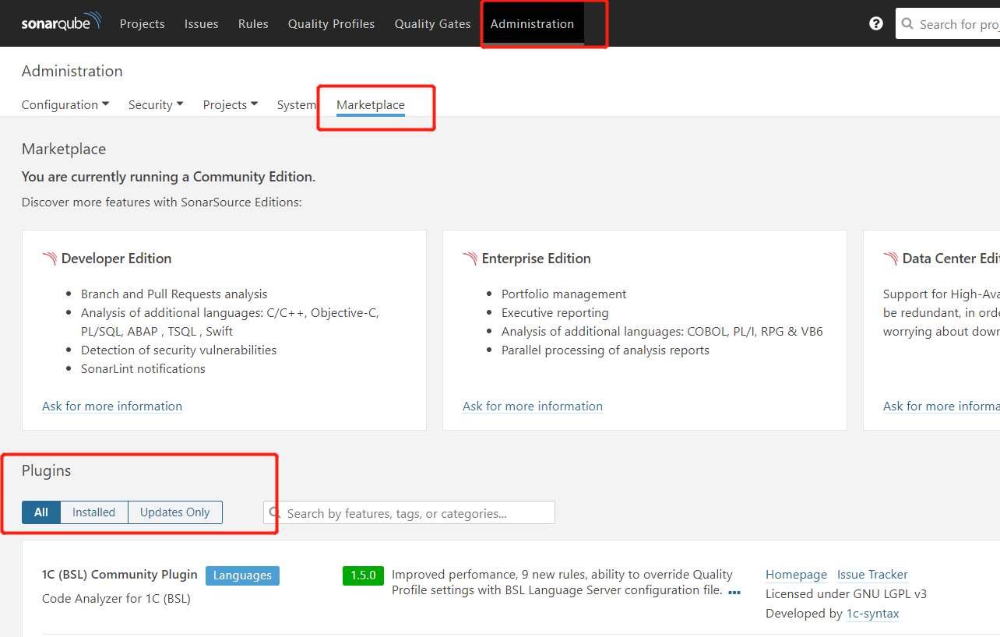 sonarqube Projects Issues Rules Quality Profiles Quality Gates Administration ? Search for proj
Administration
Configuration Security Projects System Marketplace
Marketplace
You are currently running a Community Edition.
Discover more features with SonarSource Editions:
Developer Edition
Branch and Pull Requests analysis
Analysis of additional languages: C/C++, Objective-C,
PL/SQL, ABAP , TSQL , Swift
Detection of security vulnerabilities
SonarLint notifications
Ask for more information
Enterprise Edition
Portfolio management
Executive reporting
Analysis of additional languages: COBOL, PL/I, RPG & VB6
Parallel processing of analysis reports
Ask for more information
Data Center Edit
Support for High-Ava
be redundant, in orde
worrying about down
Ask for more informa
Plugins
All Installed Updates Only Search by features, tags, or categories...
1C (BSL) Community Plugin Languages
Code Analyzer for 1C (BSL)
1.5.0 Improved perfomance, 9 new rules, ability to override Quality
Profile settings with BSL Language Server configuration file. •••
Homepage Issue Tracker
Licensed under GNU LGPL v3
Developed by 1c-syntax